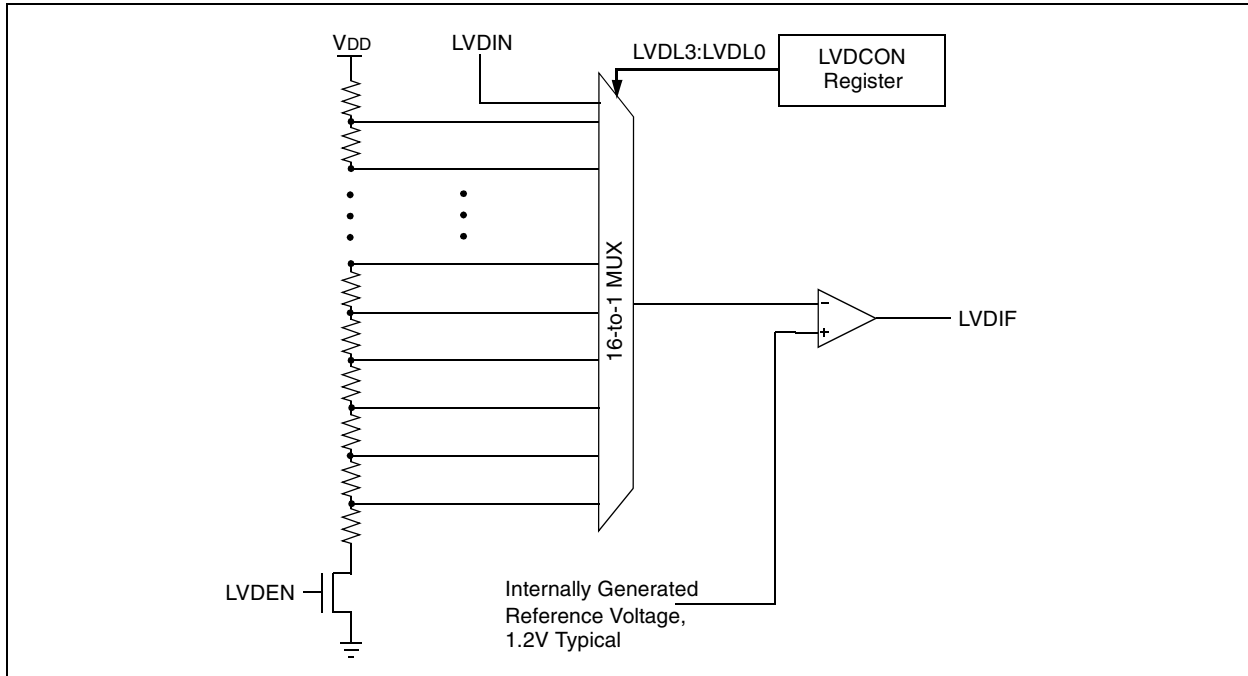 VDD
LVDIN
LVDL3:LVDL0
LVDCON
Register
16-to-1 MUX
-
+
LVDIF
LVDEN
Internally Generated
Reference Voltage,
1.2V Typical